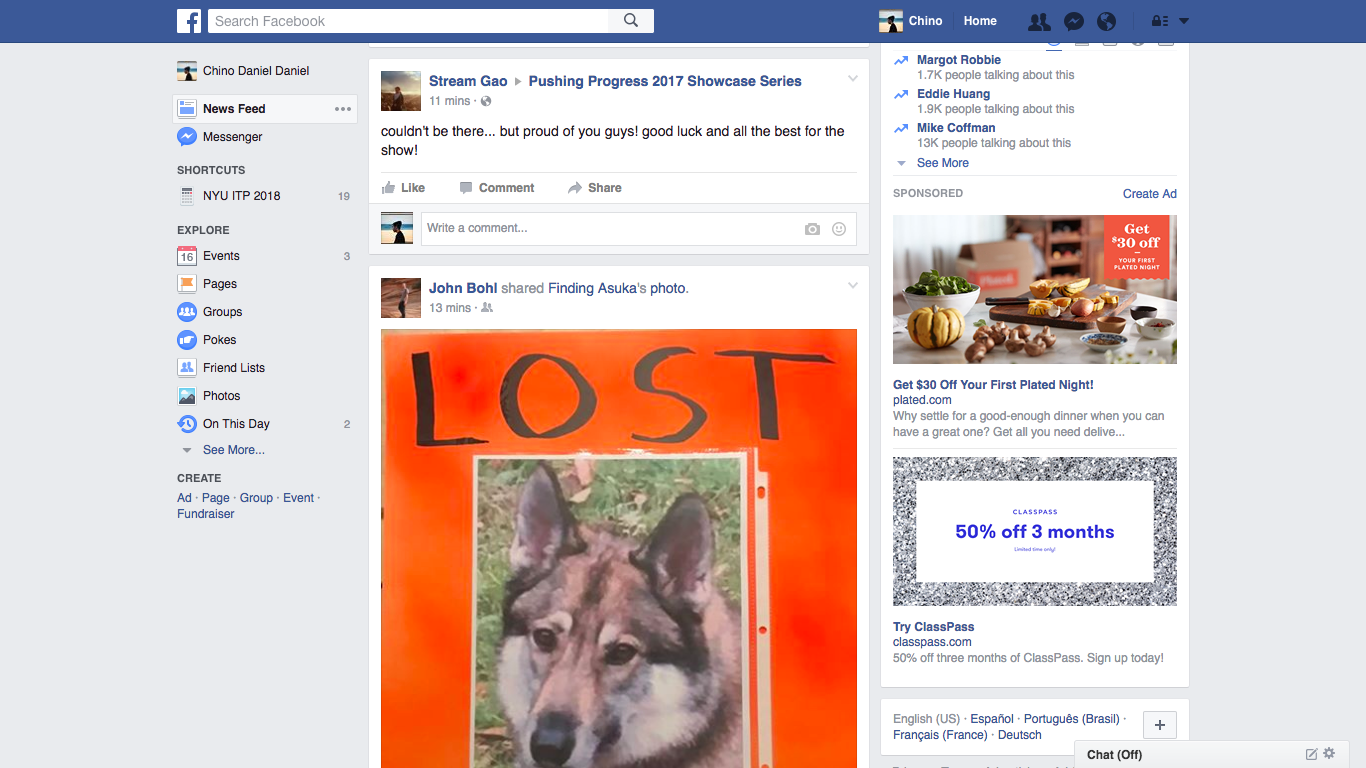 f
Search Facebook
Chino
Home
Chino Daniel Daniel
News Feed
Messenger
SHORTCUTS
NYU ITP 2018 19
EXPLORE
16
Events 3
Pages
Groups
Pokes
Friend Lists
Photos
On This Day 2
See More...
CREATE
Ad · Page · Group · Event ·
Fundraiser
Stream Gao ▸ Pushing Progress 2017 Showcase Series
11 mins ·
couldn't be there... but proud of you guys! good luck and all the best for the
show!
Like Comment Share
Write a comment...
John Bohl shared Finding Asuka's photo.
13 mins ·
LOST
Margot Robbie
1.7K people talking about this
Eddie Huang
1.9K people talking about this
Mike Coffman
13K people talking about this
See More
SPONSORED Create Ad
Get
$30 off
YOUR FIRST
PLATED NIGHT
Get $30 Off Your First Plated Night!
plated.com
Why settle for a good-enough dinner when you can
have a great one? Get all you need delive...
CLASSPASS
50% off 3 months
Limited time only!
Try ClassPass
classpass.com
50% off three months of ClassPass. Sign up today!
English (US) · Español · Português (Brasil) ·
Français (France) · Deutsch
Chat (Off)